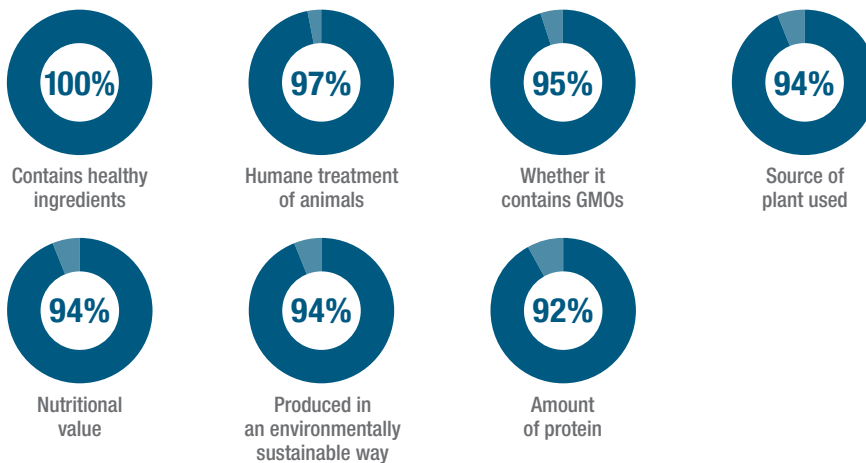 100%
Contains healthy
ingredients
97%
Humane treatment
of animals
95%
Whether it
contains GMOs
94%
Source of
plant used
94%
Nutritional
value
94%
Produced in
an environmentally
sustainable way
92%
Amount
of protein